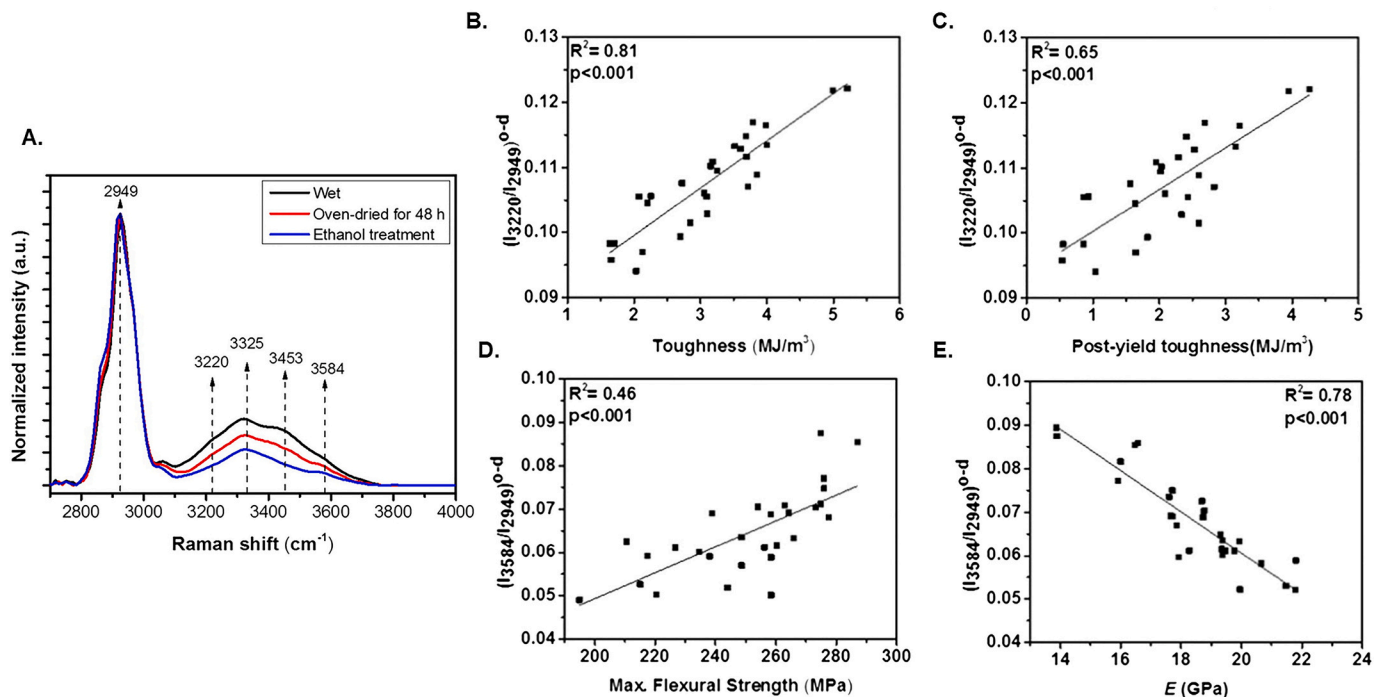 A.
Normalized intensity (a.u.)
2949
3220
3325
3453
3584
Wet
Oven-dried for 48 h
Ethanol treatment
2800 3000 3200 3400 3600 3800 4000
Raman shift (cm⁻¹)
B.
R²= 0.81
p<0.001
(I3220/I2949)ᵒ⁻ᵈ
0.13
0.12
0.11
0.10
0.09
1 2 3 4 5 6
Toughness (MJ/m³)
C.
R²= 0.65
p<0.001
(I3220/I2949)ᵒ⁻ᵈ
0.13
0.12
0.11
0.10
0.09
0 1 2 3 4 5
Post-yield toughness(MJ/m³)
D.
R²= 0.46
p<0.001
(I3584/I2949)ᵒ⁻ᵈ
0.10
0.09
0.08
0.07
0.06
0.05
0.04
200 220 240 260 280 300
Max. Flexural Strength (MPa)
E.
R²= 0.78
p<0.001
(I3584/I2949)ᵒ⁻ᵈ
0.10
0.09
0.08
0.07
0.06
0.05
0.04
14 16 18 20 22 24
E (GPa)